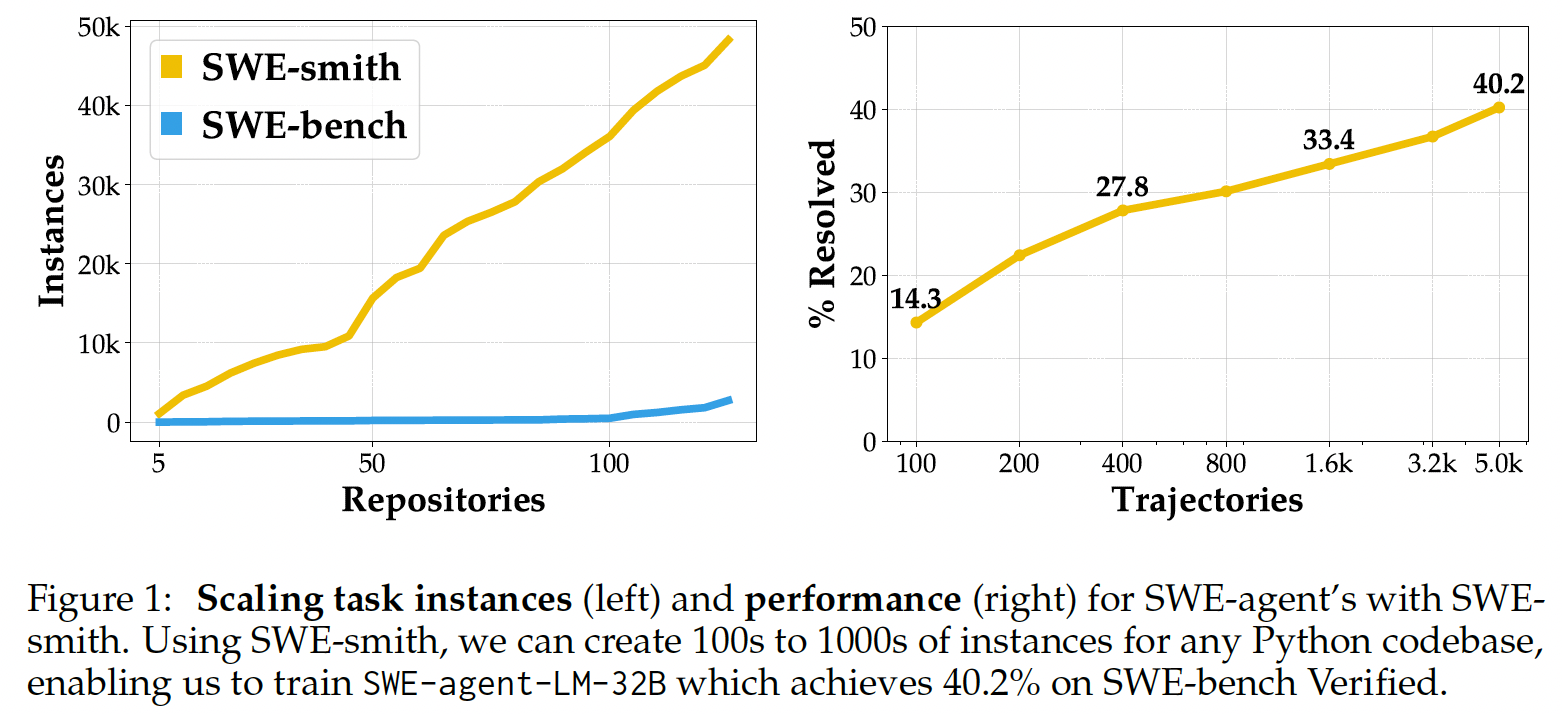 50k
40k
30k
20k
10k
0
Instances
SWE-smith
SWE-bench
5
50
100
Repositories
50
40
30
20
10
0
% Resolved
14.3
27.8
33.4
40.2
100
200
400
800
1.6k
3.2k
5.0k
Trajectories
Figure 1: Scaling task instances (left) and performance (right) for SWE-agent's with SWE-
smith. Using SWE-smith, we can create 100s to 1000s of instances for any Python codebase,
enabling us to train SWE-agent-LM-32B which achieves 40.2% on SWE-bench Verified.